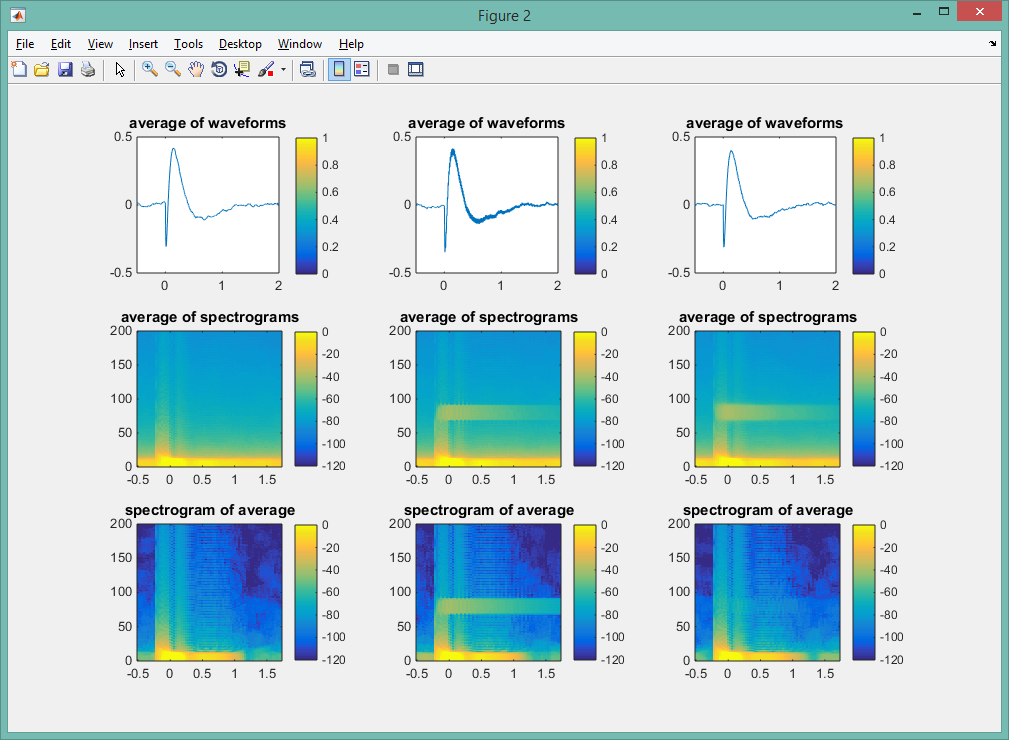 Figure 2
File Edit View Insert Tools Desktop Window Help
average of waveforms average of waveforms average of waveforms
0.5 1 0.5 1 0.5 1
0.8 0.8 0.8
0.6 0.6 0.6
0 0 0
0.4 0.4 0.4
0.2 0.2 0.2
-0.5 0 -0.5 0 -0.5 0
0 1 2 0 1 2 0 1 2
average of spectrograms average of spectrograms average of spectrograms
200 0 200 0 200 0
-20 -20 -20
150 150 150
-40 -40 -40
100 -60 100 -60 100 -60
-80 -80 -80
50 50 50
-100 -100 -100
0 -120 0 -120 0 -120
-0.5 0 0.5 1 1.5 -0.5 0 0.5 1 1.5 -0.5 0 0.5 1 1.5
spectrogram of average spectrogram of average spectrogram of average
200 0 200 0 200 0
-20 -20 -20
150 150 150
-40 -40 -40
100 -60 100 -60 100 -60
-80 -80 -80
50 50 50
-100 -100 -100
0 -120 0 -120 0 -120
-0.5 0 0.5 1 1.5 -0.5 0 0.5 1 1.5 -0.5 0 0.5 1 1.5